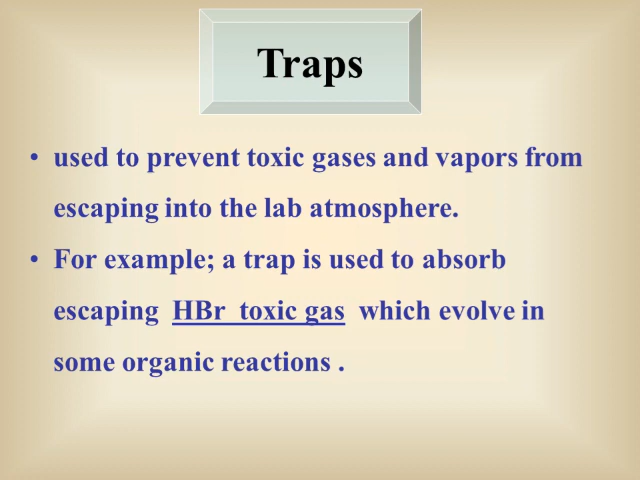 Traps
• used to prevent toxic gases and vapors from
escaping into the lab atmosphere.
• For example; a trap is used to absorb
escaping HBr toxic gas which evolve in
some organic reactions .